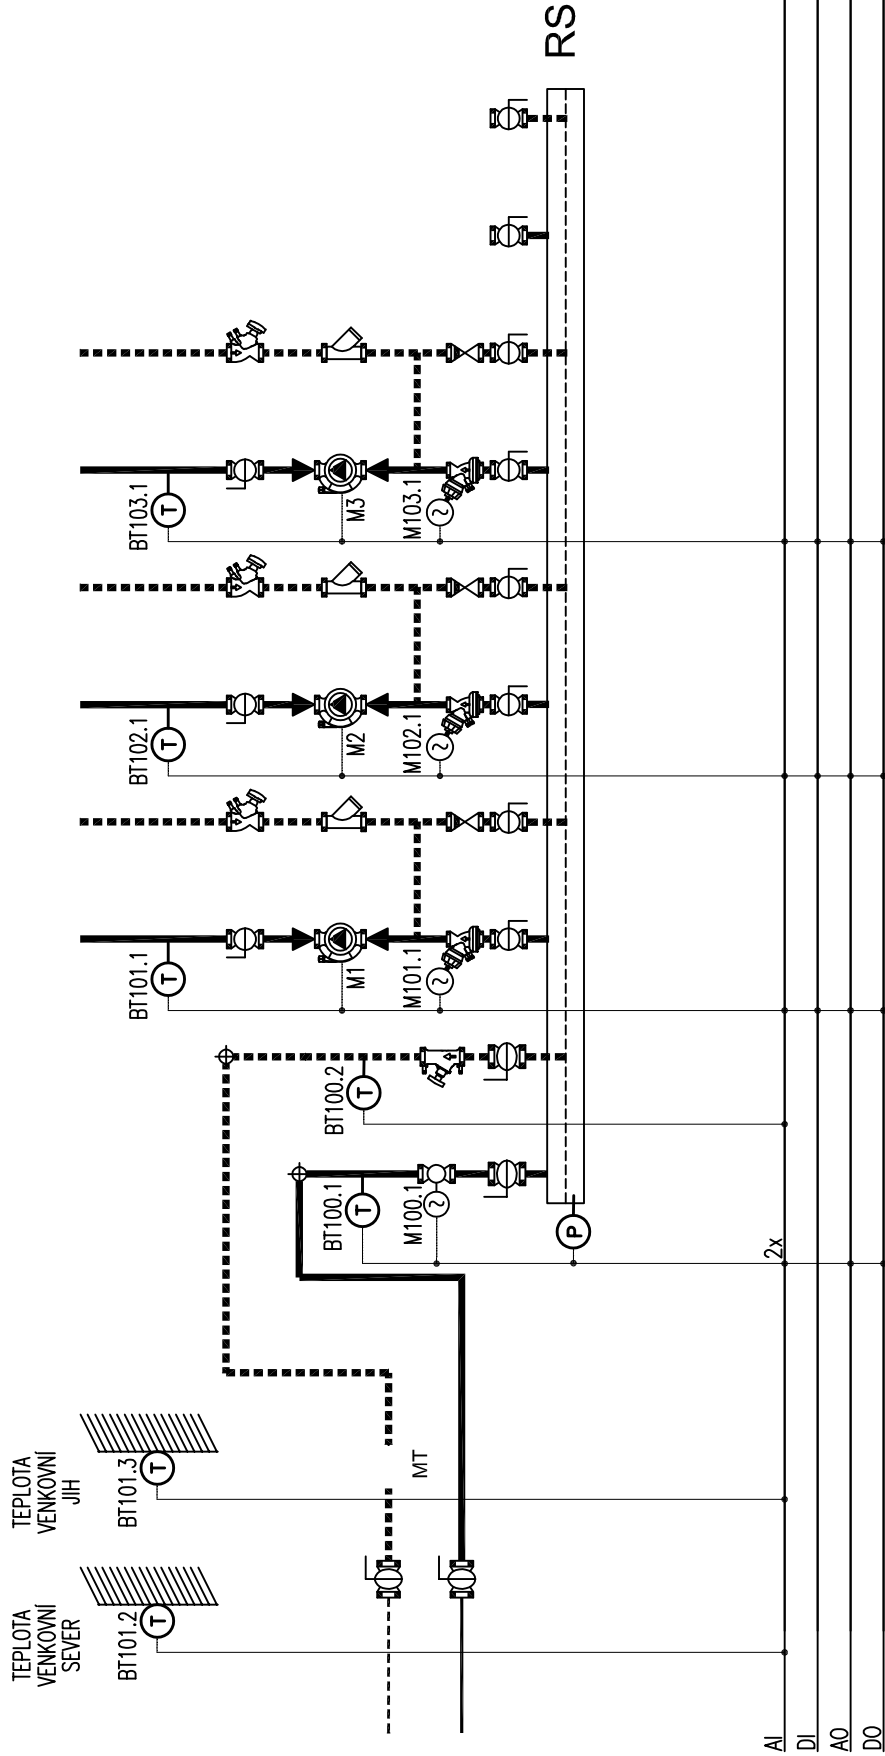 TEPLOTA
VENKOVNÍ
SEVER
BT101.2
T
TEPLOTA
VENKOVNÍ
JIH
BT101.3
T
MT
BT100.1
T
M100.1
P
2x
BT100.2
T
BT101.1
T
M1
M101.1
BT102.1
T
M2
M102.1
BT103.1
T
M3
M103.1
RS
AI
DI
AO
DO